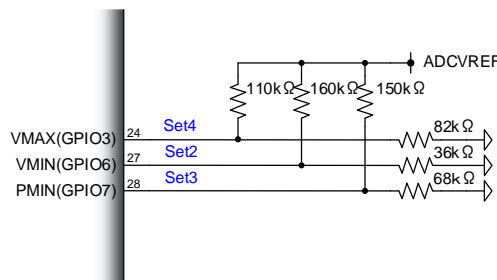 ADCVREF
110kΩ 160kΩ 150kΩ
VMAX(GPIO3) 24 Set4 82kΩ
VMIN(GPIO6) 27 Set2 36kΩ
PMIN(GPIO7) 28 Set3 68kΩ